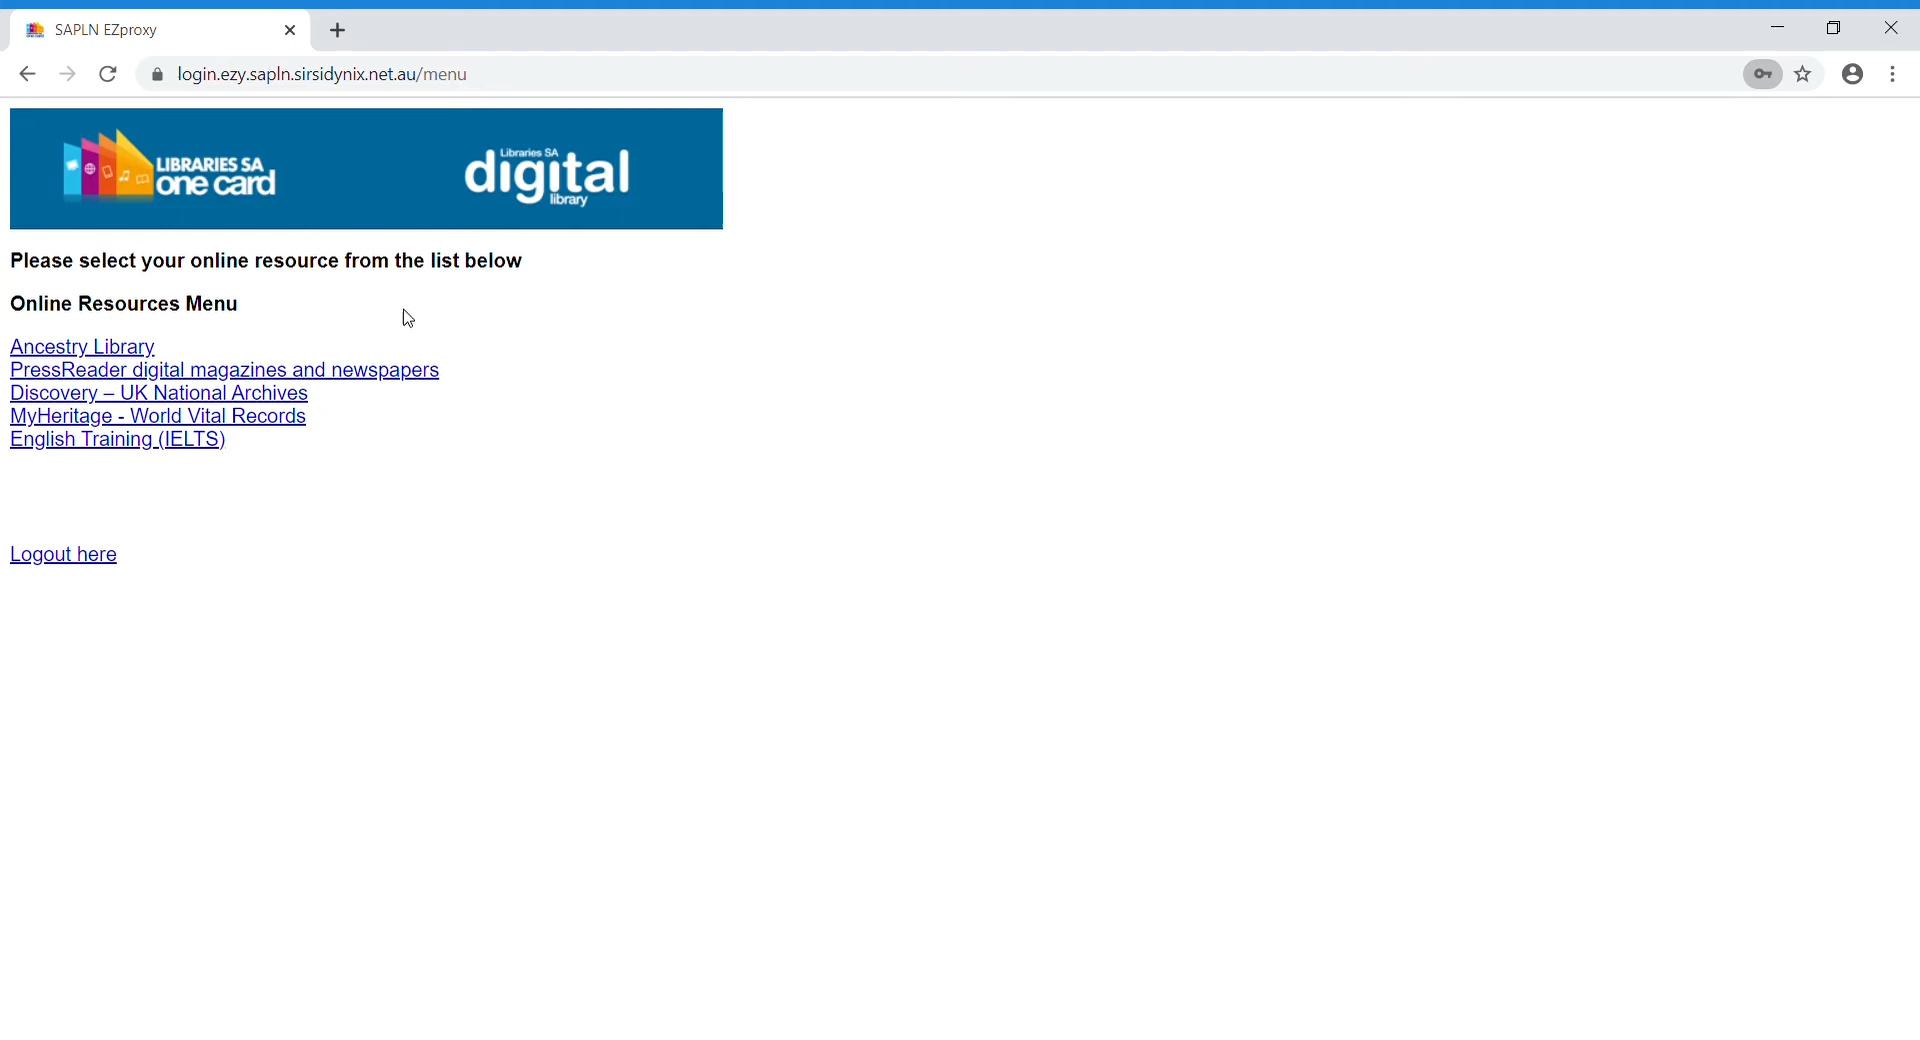 SAPLN EZproxy
login.ezy.sapln.sirsidynix.net.au/menu
LIBRARIES SA
one card
Libraries SA
digital
library
Please select your online resource from the list below
Online Resources Menu
Ancestry Library
PressReader digital magazines and newspapers
Discovery – UK National Archives
MyHeritage - World Vital Records
English Training (IELTS)
Logout here